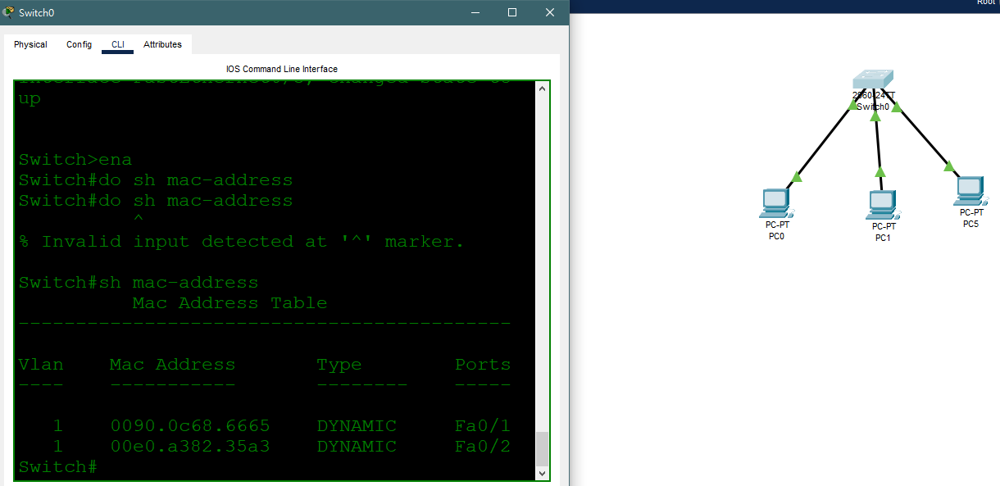 Switch0
Physical Config CLI Attributes
IOS Command Line Interface
up
Switch>ena
Switch#do sh mac-address
Switch#do sh mac-address
^
% Invalid input detected at '^' marker.
Switch#sh mac-address
Mac Address Table
-------------------------------------------
Vlan Mac Address Type Ports
---- ----------- -------- -----
1 0090.0c68.6665 DYNAMIC Fa0/1
1 00e0.a382.35a3 DYNAMIC Fa0/2
Switch#
Root
2960-24TT
Switch0
PC-PT
PC0
PC-PT
PC1
PC-PT
PC5